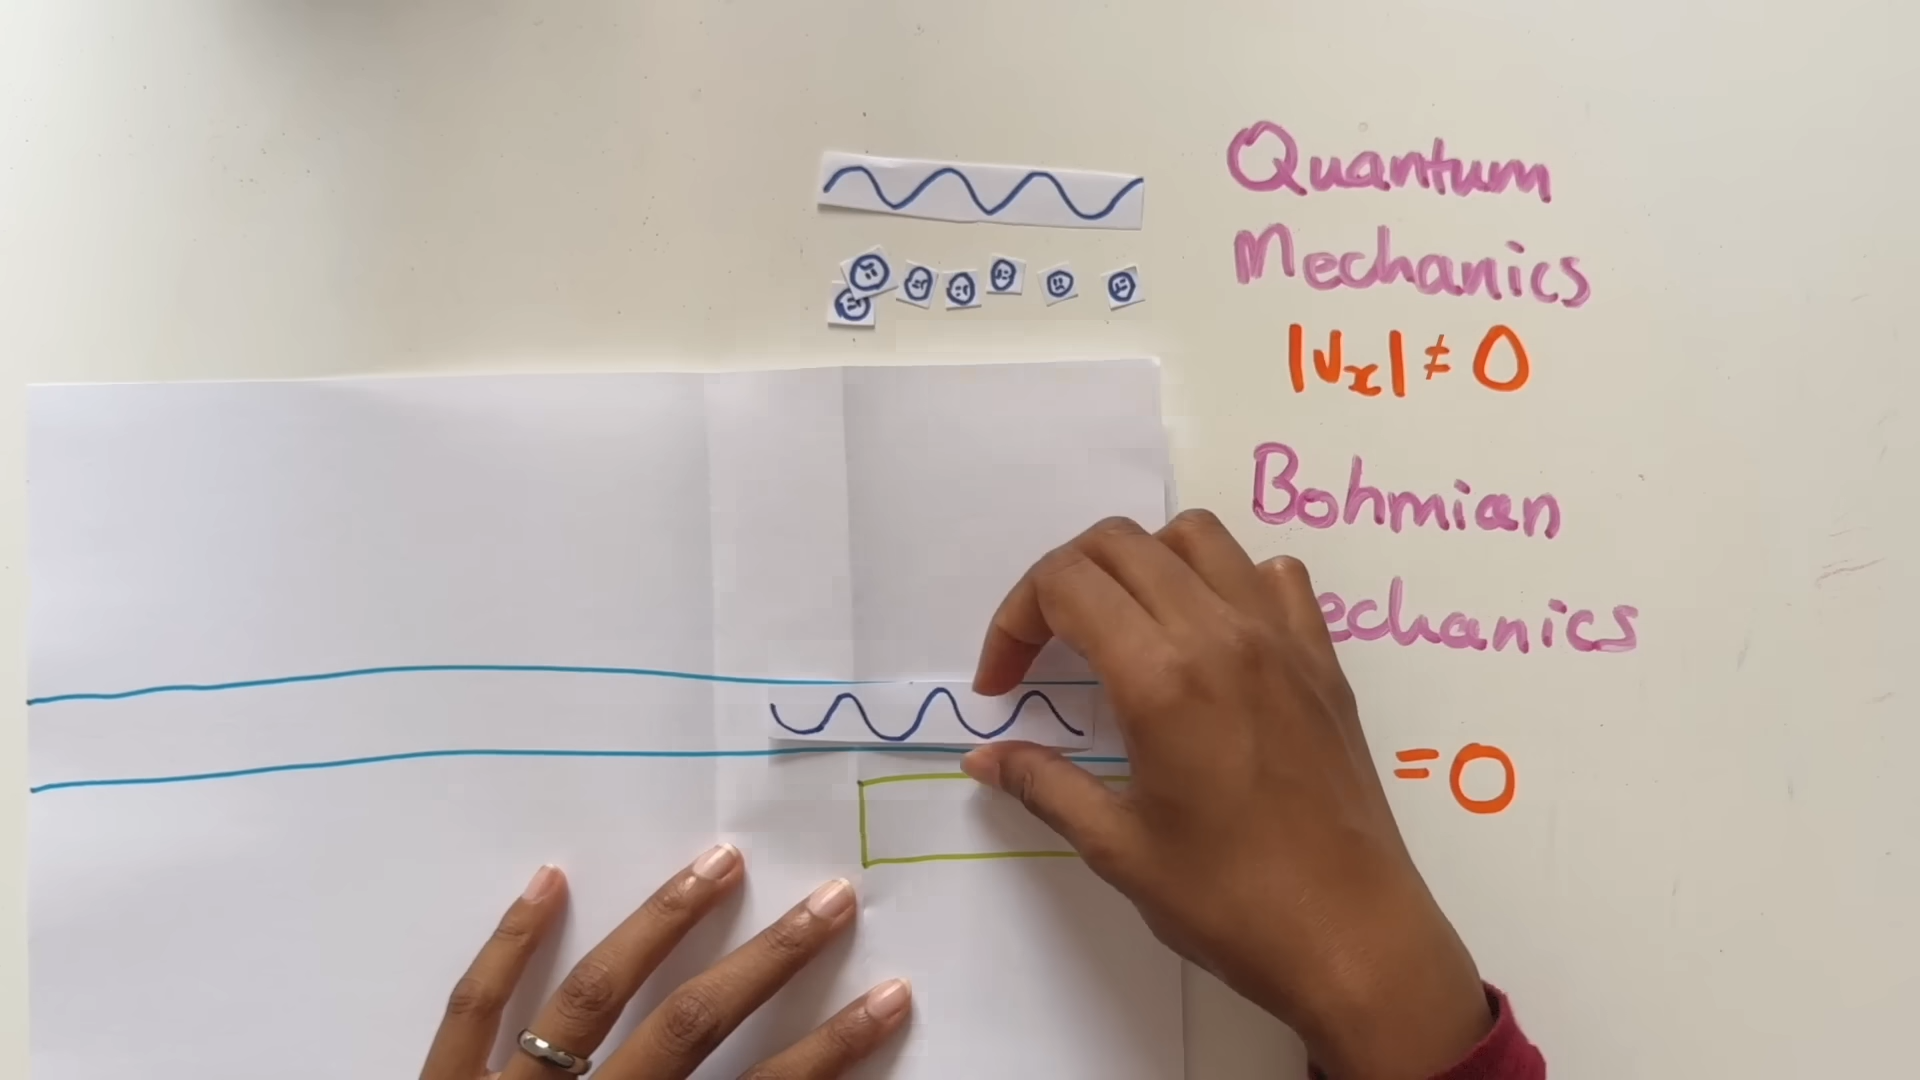 Quantum
Mechanics
|vₓ| ≠ 0
Bohmian
echanics
= 0